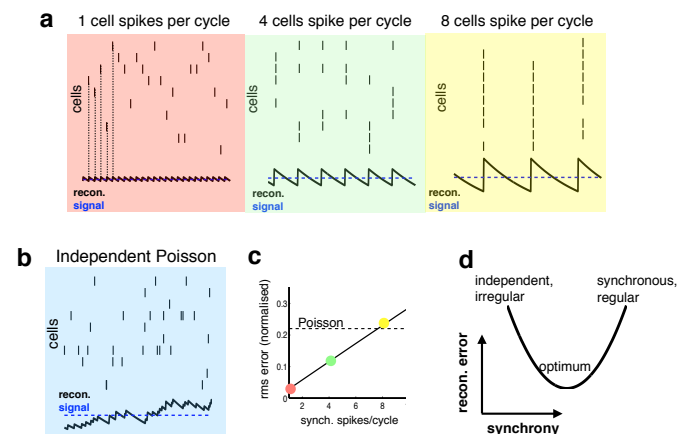 a
1 cell spikes per cycle
4 cells spike per cycle
8 cells spike per cycle
cells
cells
cells
recon.
signal
recon.
signal
recon.
signal
b
Independent Poisson
cells
recon.
signal
c
rms error (normalised)
0.3
0.2
0.1
0
Poisson
2 4 6 8
synch. spikes/cycle
d
independent,
irregular
synchronous,
regular
optimum
recon. error
synchrony